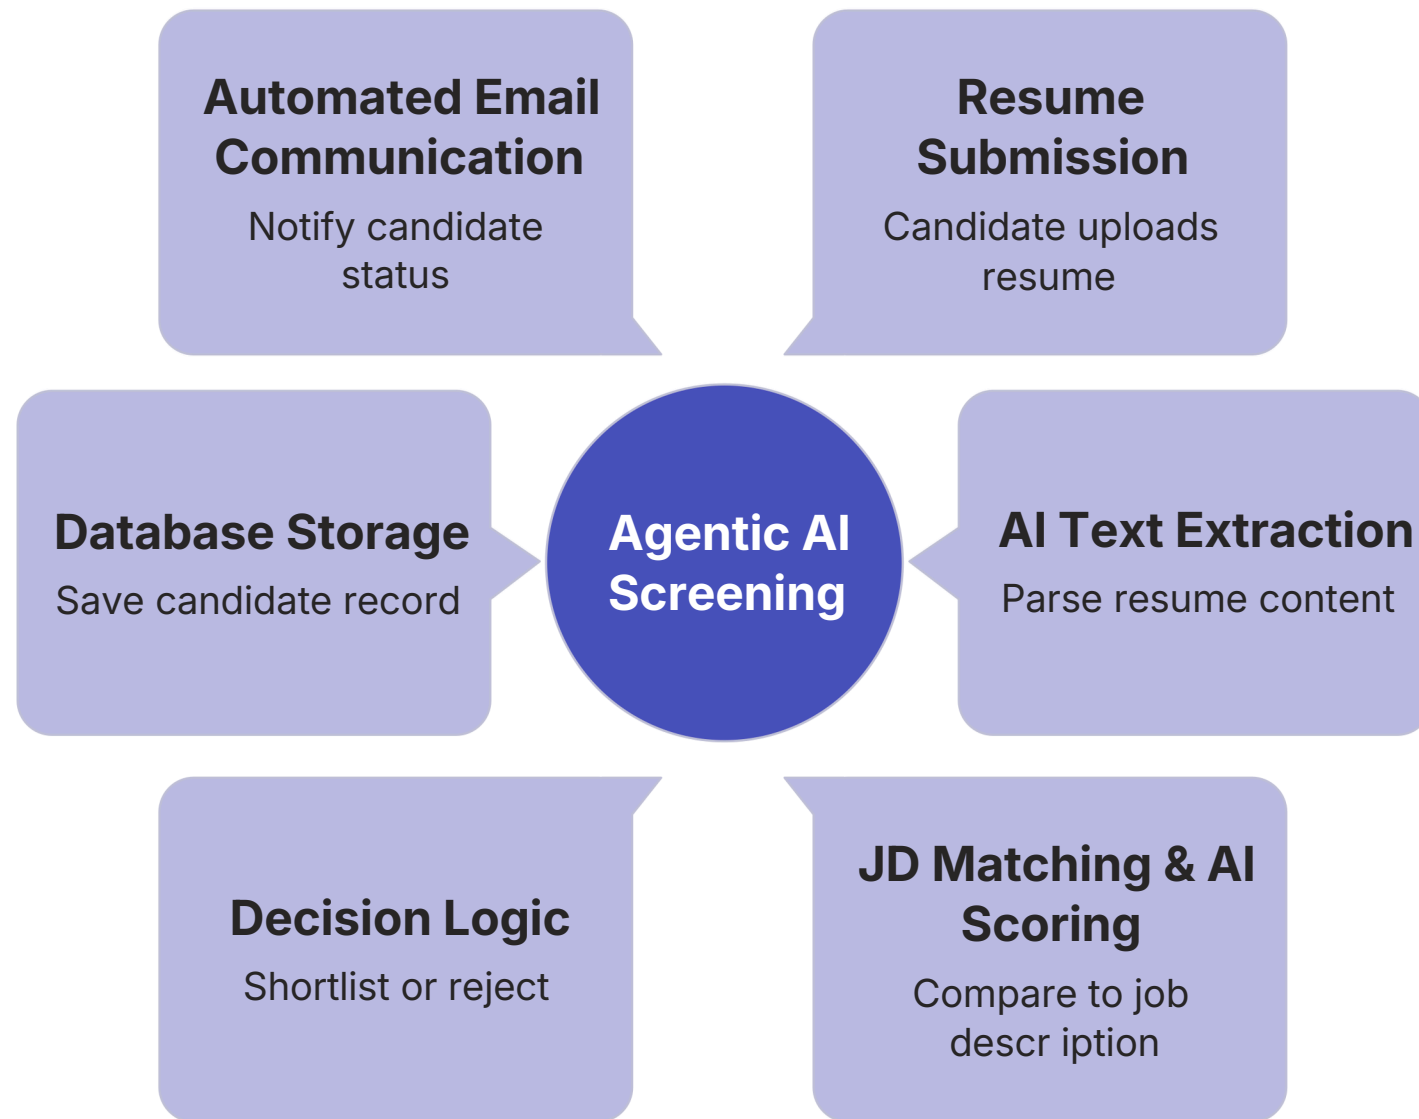 Automated Email
Communication
Notify candidate
status
Resume
Submission
Candidate uploads
resume
Database Storage
Save candidate record
Agentic AI
Screening
AI Text Extraction
Parse resume content
Decision Logic
Shortlist or reject
JD Matching & AI
Scoring
Compare to job
descr iption